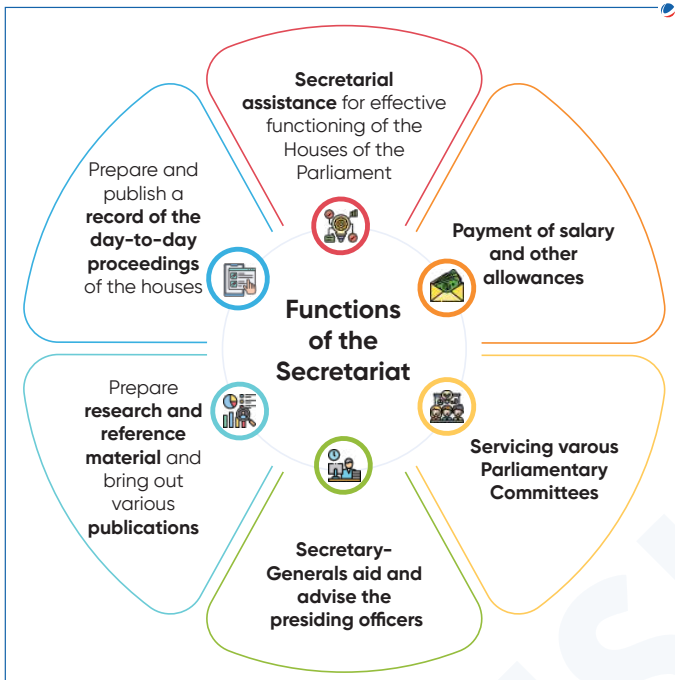 Functions
of the
Secretariat
Secretarial
assistance for effective
functioning of the
Houses of the
Parliament
Payment of salary
and other
allowances
Servicing varous
Parliamentary
Committees
Secretary-
Generals aid and
advise the
presiding officers
Prepare
research and
reference
material and
bring out
various
publications
Prepare and
publish a
record of the
day-to-day
proceedings
of the houses